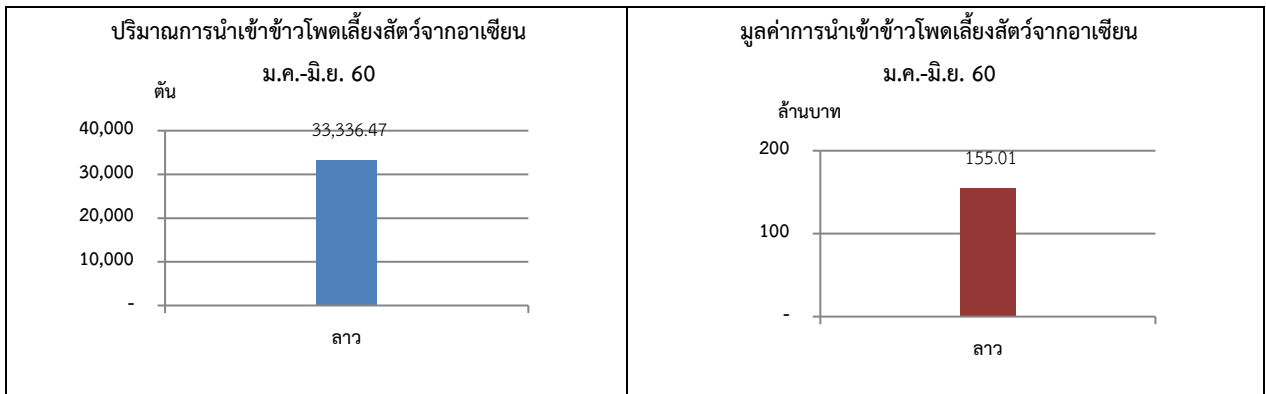 ปริมาณการนำเข้าข้าวโพดเลี้ยงสัตว์จากอาเซียน
ม.ค.-มิ.ย. 60
ตัน
40,000
33,336.47
30,000
20,000
10,000
-
ลาว
มูลค่าการนำเข้าข้าวโพดเลี้ยงสัตว์จากอาเซียน
ม.ค.-มิ.ย. 60
ล้านบาท
200
155.01
100
-
ลาว